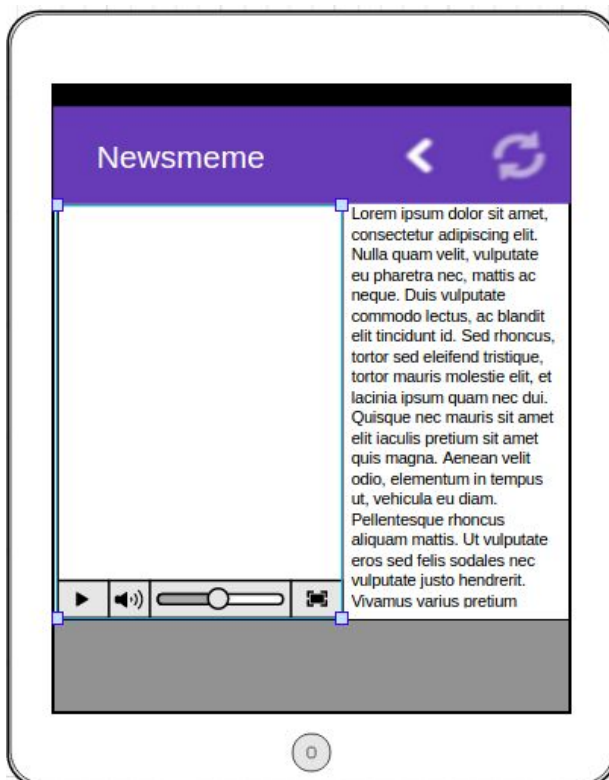 Newsmeme
Lorem ipsum dolor sit amet,
consectetur adipiscing elit.
Nulla quam velit, vulputate
eu pharetra nec, mattis ac
neque. Duis vulputate
commodo lectus, ac blandit
elit tincidunt id. Sed rhoncus,
tortor sed eleifend tristique,
tortor mauris molestie elit, et
lacinia ipsum quam nec dui.
Quisque nec mauris sit amet
elit iaculis pretium sit amet
quis magna. Aenean velit
odio, elementum in tempus
ut, vehicula eu diam.
Pellentesque rhoncus
aliquam mattis. Ut vulputate
eros sed felis sodales nec
vulputate justo hendrerit.
Vivamus varius pretium